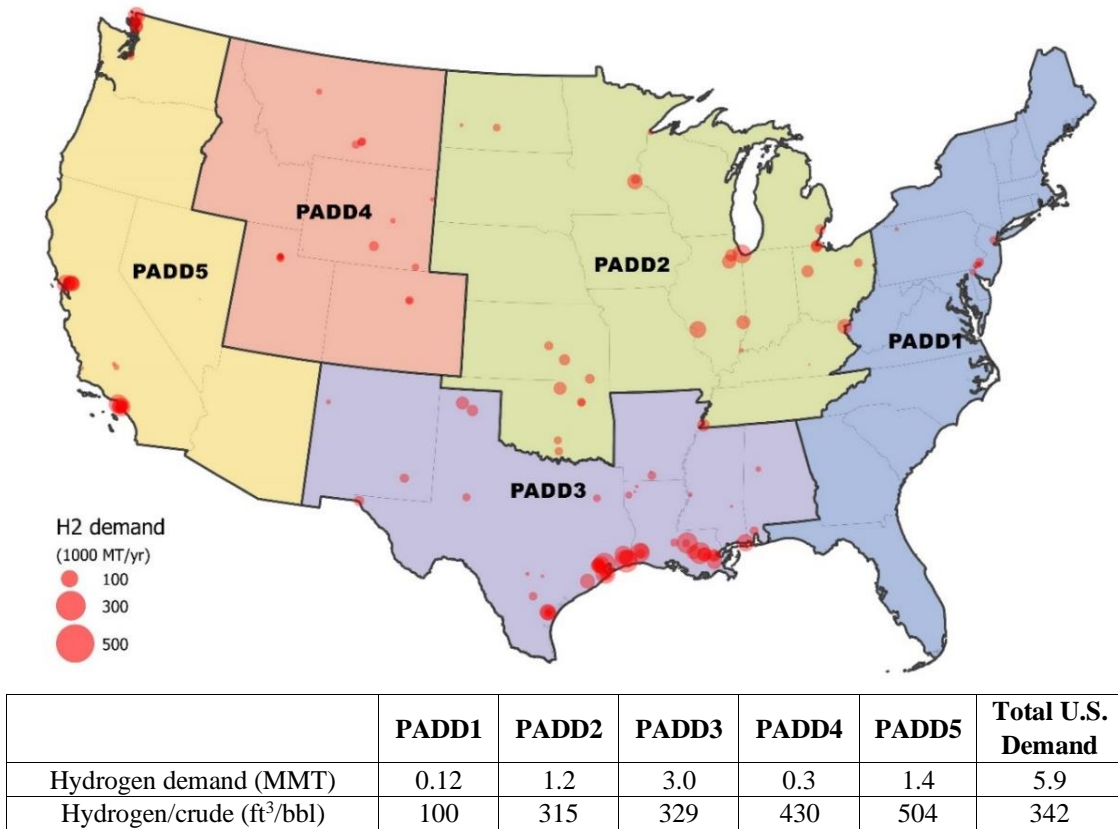 PADD4
PADD5
PADD2
PADD1
PADD3
H2 demand
(1000 MT/yr)
100
300
500
PADD1 PADD2 PADD3 PADD4 PADD5 Total U.S. Demand
Hydrogen demand (MMT) 0.12 1.2 3.0 0.3 1.4 5.9
Hydrogen/crude (ft³/bbl) 100 315 329 430 504 342